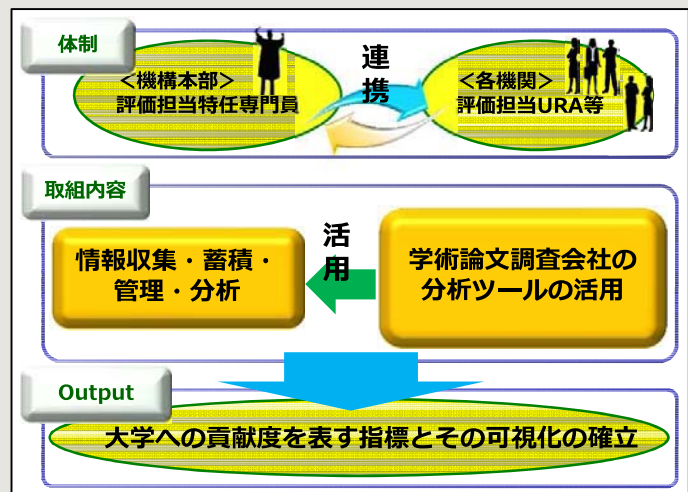 体制
<機構本部>
評価担当特任専門員
連
携
<各機関>
評価担当URA等
取組内容
情報収集・蓄積・
管理・分析
活
用
学術論文調査会社の
分析ツールの活用
Output
大学への貢献度を表す指標とその可視化の確立